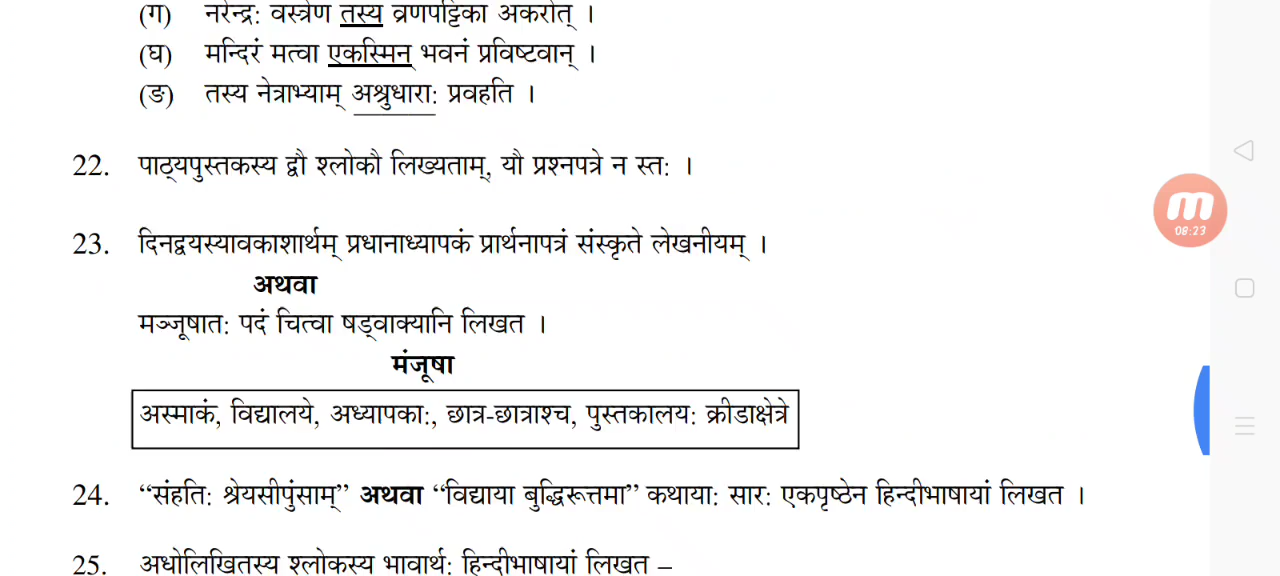 (ग) नरेन्द्र: वस्त्रेण तस्य व्रणपट्टिका अकरोत् ।
(घ) मन्दिरं मत्वा एकस्मिन् भवनं प्रविष्टवान् ।
(ङ) तस्य नेत्राभ्याम् अश्रुधारा: प्रवहति ।
22. पाठ्यपुस्तकस्य द्वौ श्लोकौ लिख्यताम्, यौ प्रश्नपत्रे न स्त: ।
23. दिनद्वयस्यावकाशार्थम् प्रधानाध्यापकं प्रार्थनापत्रं संस्कृते लेखनीयम् ।
अथवा
मञ्जूषात: पदं चित्वा षड्वाक्यानि लिखत ।
मंजूषा
अस्माकं, विद्यालये, अध्यापका:, छात्र-छात्राश्च, पुस्तकालय: क्रीडाक्षेत्रे
24. “संहति: श्रेयसीपुंसाम्” अथवा “विद्याया बुद्धिरूत्तमा” कथाया: सार: एकपृष्ठेन हिन्दीभाषायां लिखत ।
25. अधोलिखितस्य श्लोकस्य भावार्थ: हिन्दीभाषायां लिखत –
08:23